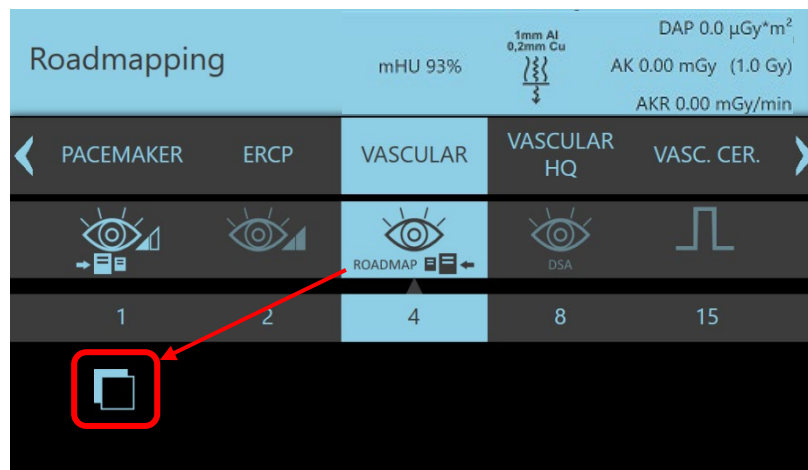 Roadmapping
mHU 93%
1mm Al
0,2mm Cu
DAP 0.0 µGy*m²
AK 0.00 mGy (1.0 Gy)
AKR 0.00 mGy/min
PACEMAKER
ERCP
VASCULAR
VASCULAR
HQ
VASC. CER.
ROADMAP
DSA
1
2
4
8
15